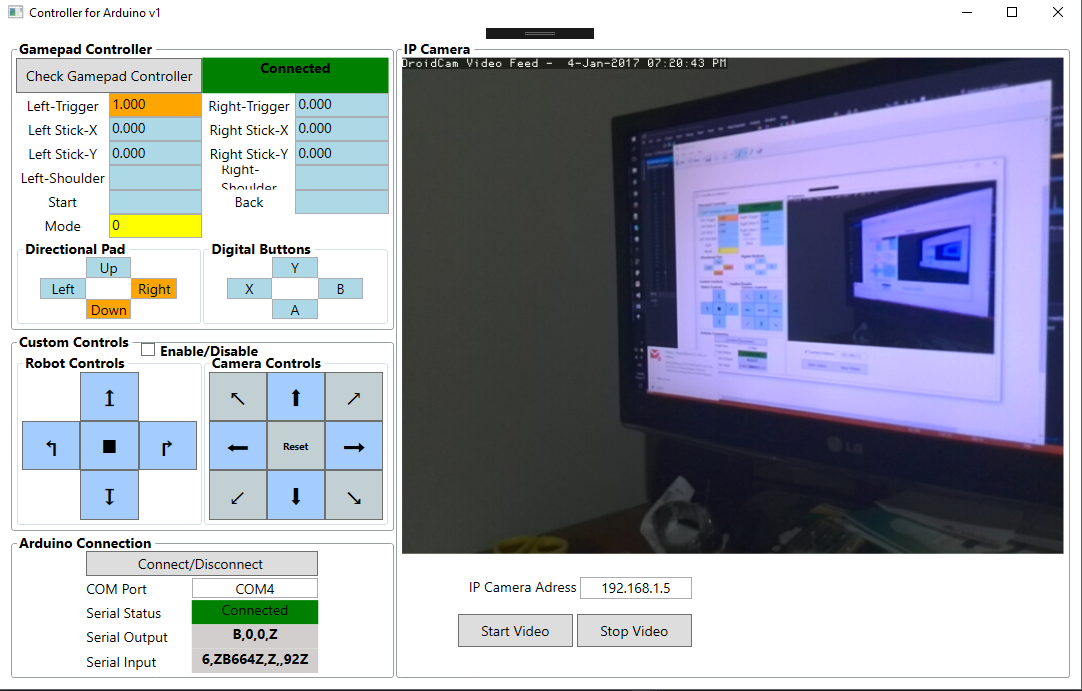 Controller for Arduino v1
Gamepad Controller
Check Gamepad Controller
Connected
Left-Trigger 1.000 Right-Trigger 0.000
Left Stick-X 0.000 Right Stick-X 0.000
Left Stick-Y 0.000 Right Stick-Y 0.000
Left-Shoulder Right-
Shoulder
Start Back
Mode 0
Directional Pad
Up
Left Right
Down
Digital Buttons
Y
X B
A
Custom Controls
Enable/Disable
Robot Controls
Camera Controls
Reset
Arduino Connection
Connect/Disconnect
COM Port COM4
Serial Status Connected
Serial Output B,0,0,Z
Serial Input 6,ZB664Z,Z,,92Z
IP Camera
DroidCam Video Feed - 4-Jan-2017 07:20:43 PM
LG
IP Camera Adress 192.168.1.5
Start Video Stop Video